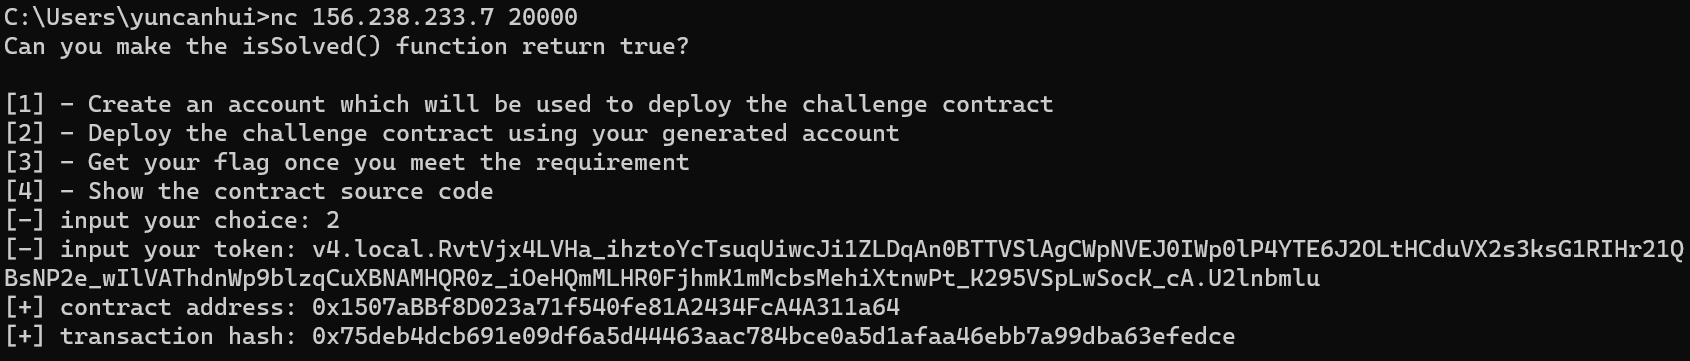 C:\Users\yuncanhui>nc 156.238.233.7 20000
Can you make the isSolved() function return true?
[1] - Create an account which will be used to deploy the challenge contract
[2] - Deploy the challenge contract using your generated account
[3] - Get your flag once you meet the requirement
[4] - Show the contract source code
[-] input your choice: 2
[-] input your token: v4.local.RvtVjx4LVHa_ihztoYcTsuqUiwcJi1ZLDqAn0BTTVSlAgCWpNVEJ0IWp0lP4YTE6J2OLtHCduVX2s3ksG1RIHr21Q
BsNP2e_wIlVAThdnWp9blzqCuXBNAMHQR0z_iOeHQmMLHR0FjhmK1mMcbsMehiXtnwPt_K295VSpLwSocK_cA.U2lnbmlu
[+] contract address: 0x1507aBBf8D023a71f540fe81A2434FcA4A311a64
[+] transaction hash: 0x75deb4dcb691e09df6a5d44463aac784bce0a5d1afaa46ebb7a99dba63efedce